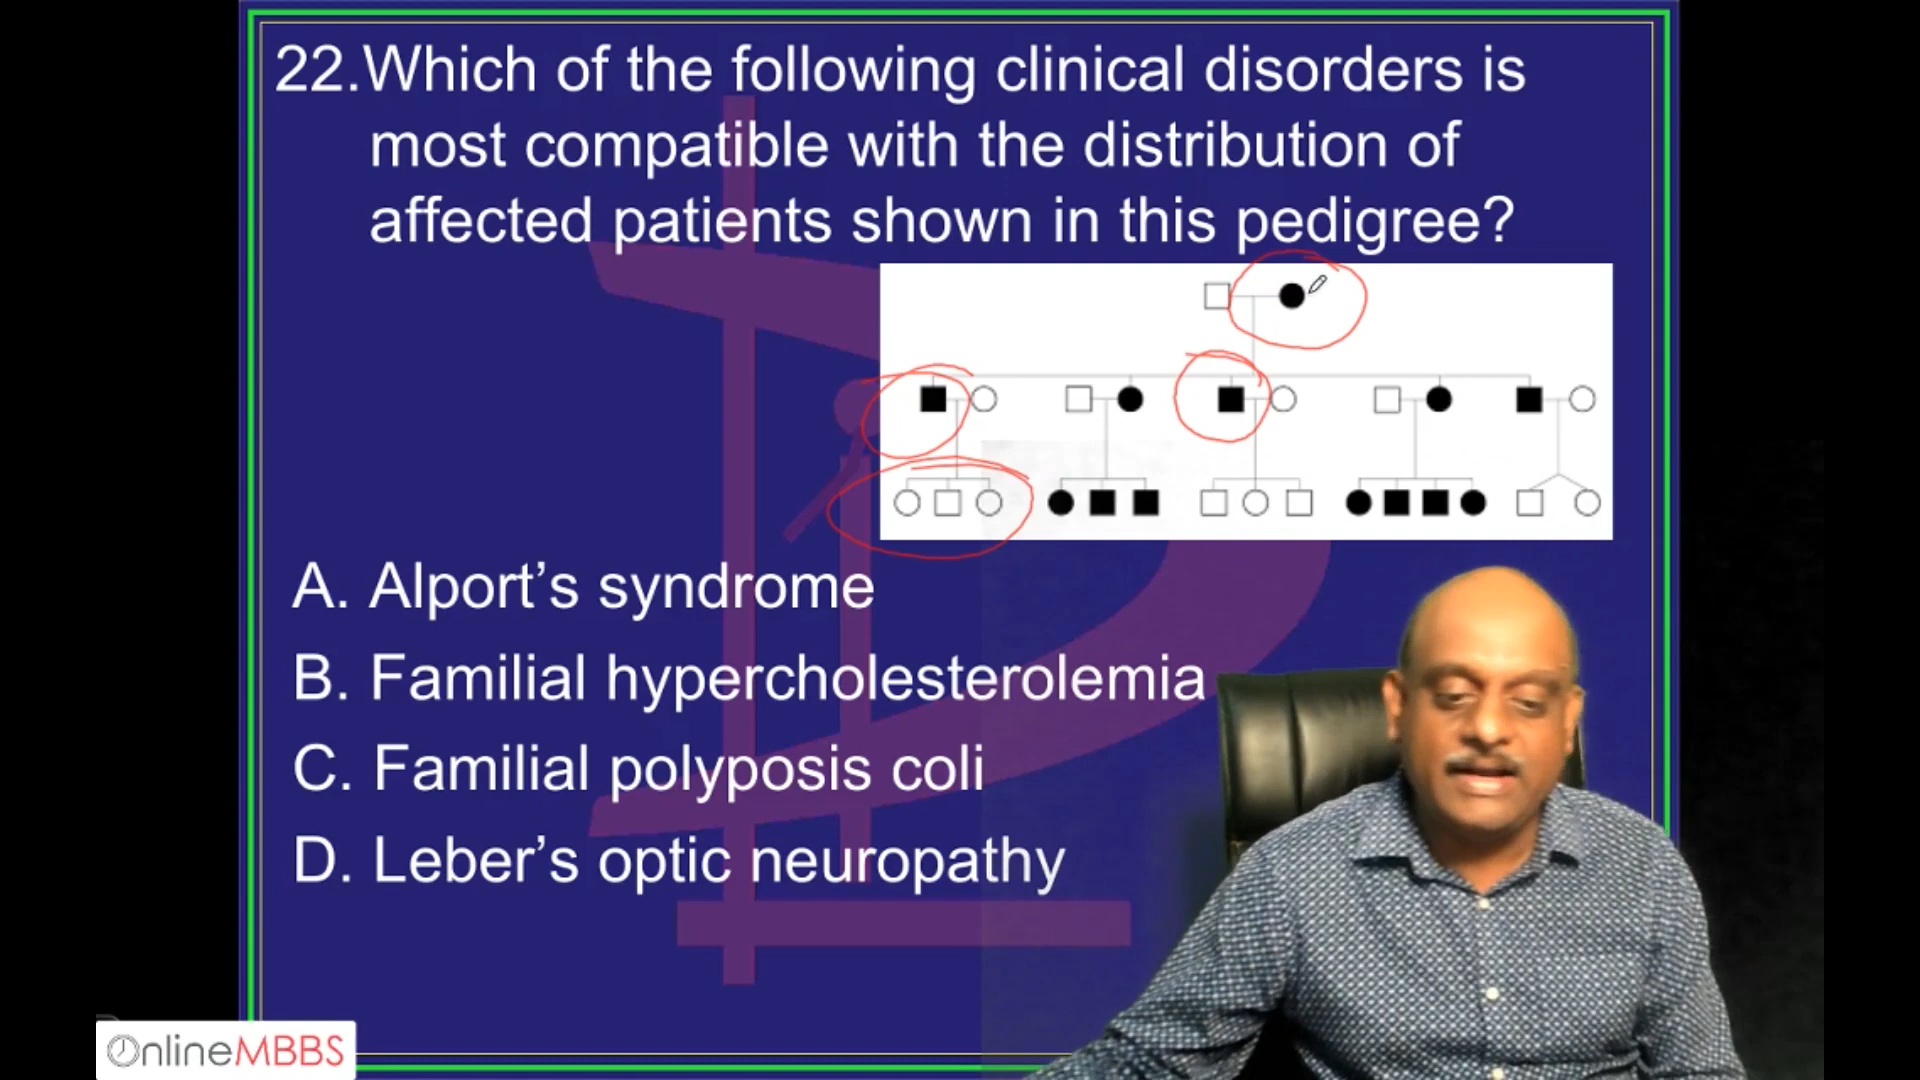 22.Which of the following clinical disorders is
most compatible with the distribution of
affected patients shown in this pedigree?
A. Alport’s syndrome
B. Familial hypercholesterolemia
C. Familial polyposis coli
D. Leber’s optic neuropathy
OnlineMBBS